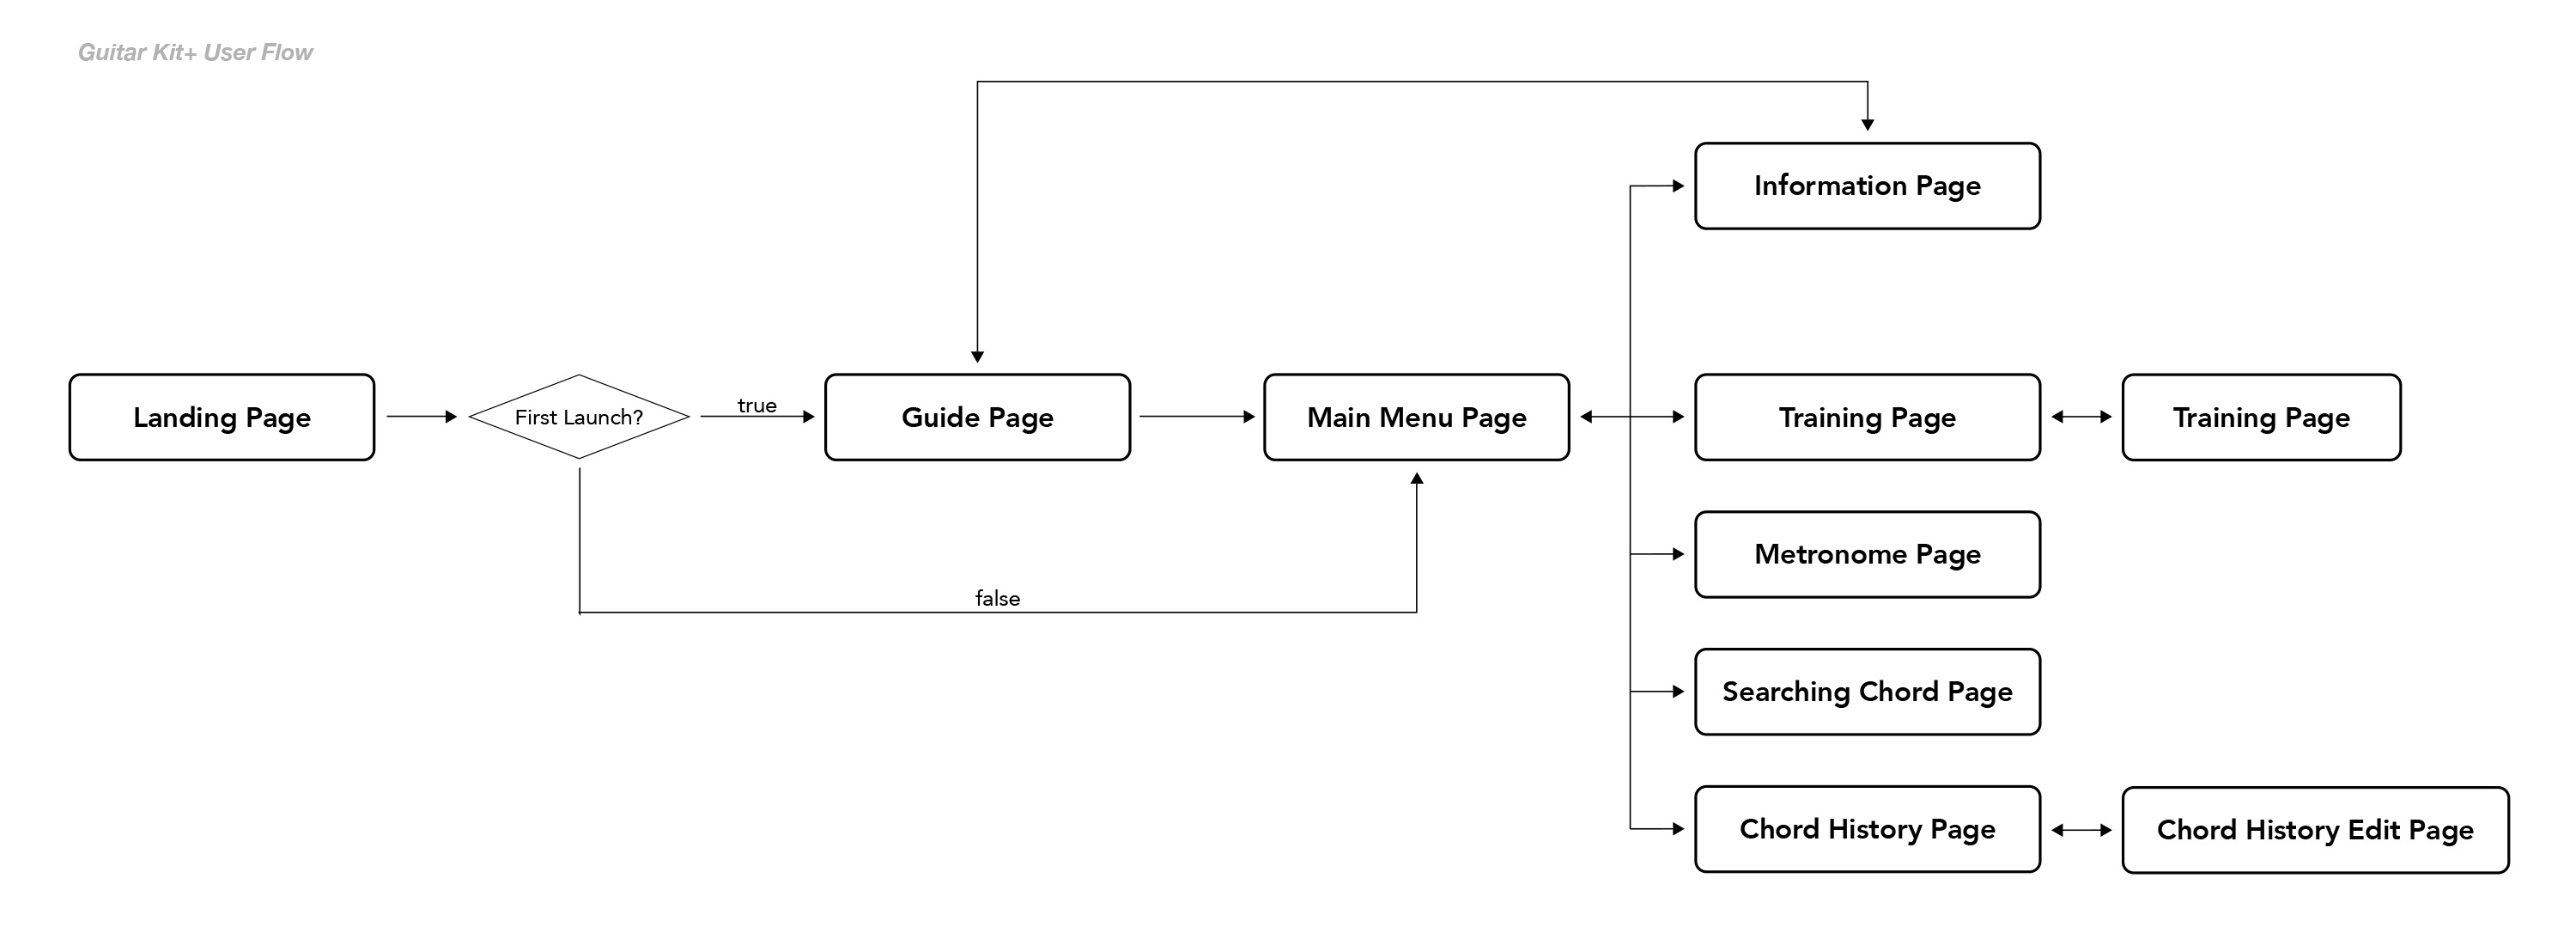 Guitar Kit+ User Flow
Information Page
Landing Page
First Launch?
true
Guide Page
Main Menu Page
Training Page
Training Page
Metronome Page
false
Searching Chord Page
Chord History Page
Chord History Edit Page